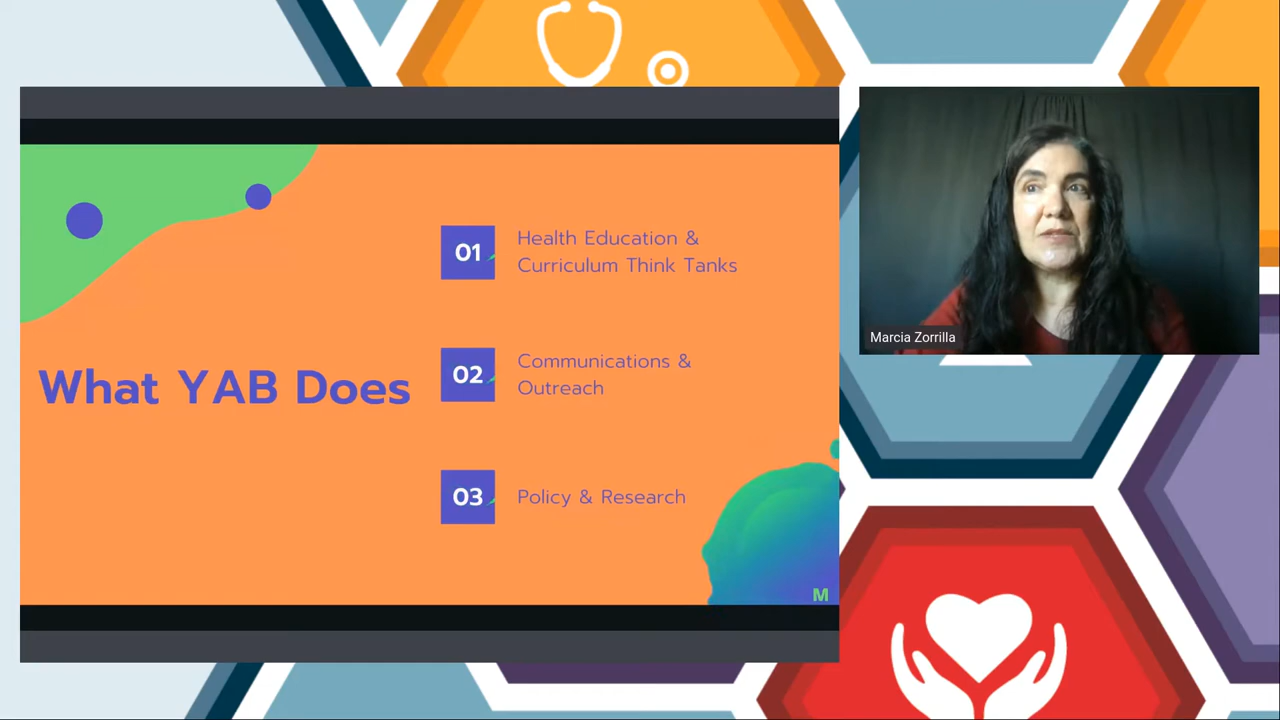 What YAB Does
01
Health Education &
Curriculum Think Tanks
02
Communications &
Outreach
03
Policy & Research
M
Marcia Zorrilla